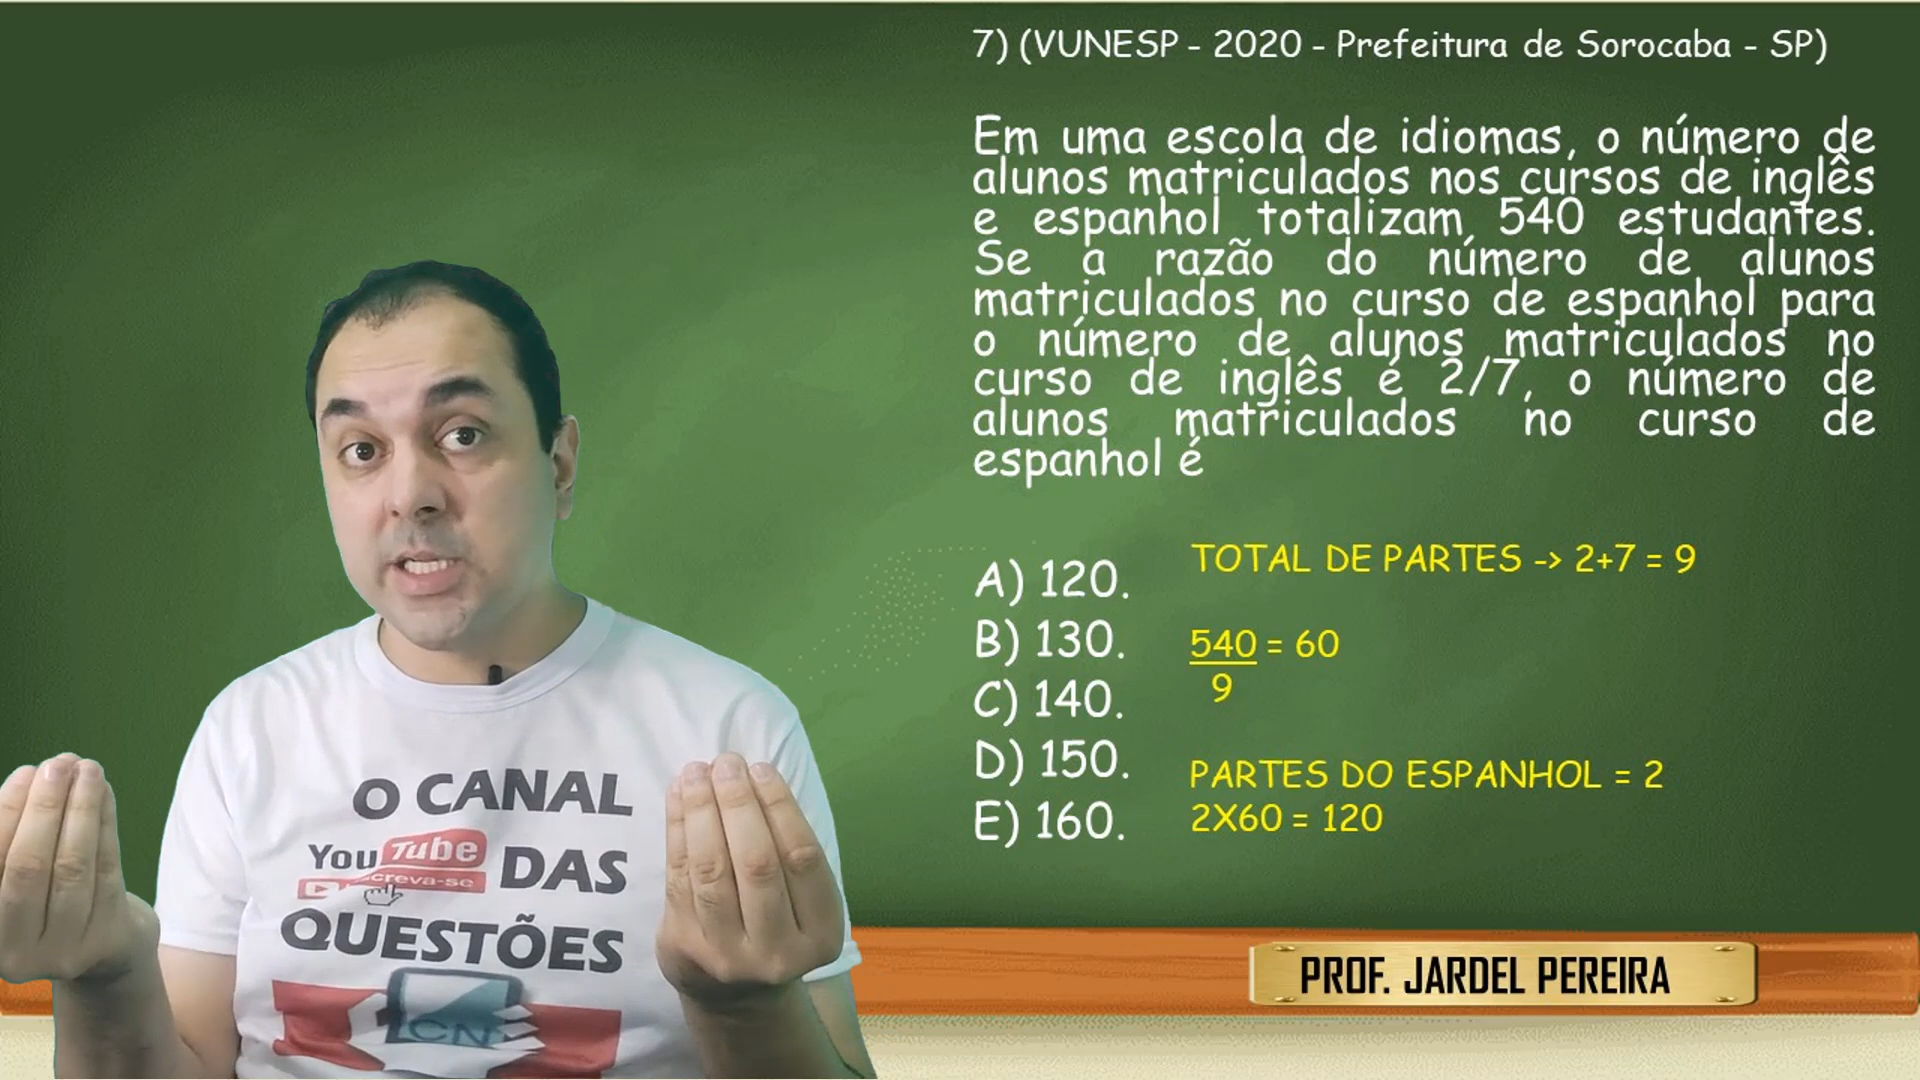 7) (VUNESP - 2020 - Prefeitura de Sorocaba - SP)
Em uma escola de idiomas, o número de
alunos matriculados nos cursos de inglês
e espanhol totalizam 540 estudantes.
Se a razão do número de alunos
matriculados no curso de espanhol para
o número de alunos matriculados no
curso de inglês é 2/7, o número de
alunos matriculados no curso de
espanhol é
A) 120.
B) 130.
C) 140.
D) 150.
E) 160.
TOTAL DE PARTES -> 2+7 = 9
540 = 60
9
PARTES DO ESPANHOL = 2
2X60 = 120
O CANAL
YouTube DAS
creva-se
QUESTÕES
LCN
PROF. JARDEL PEREIRA